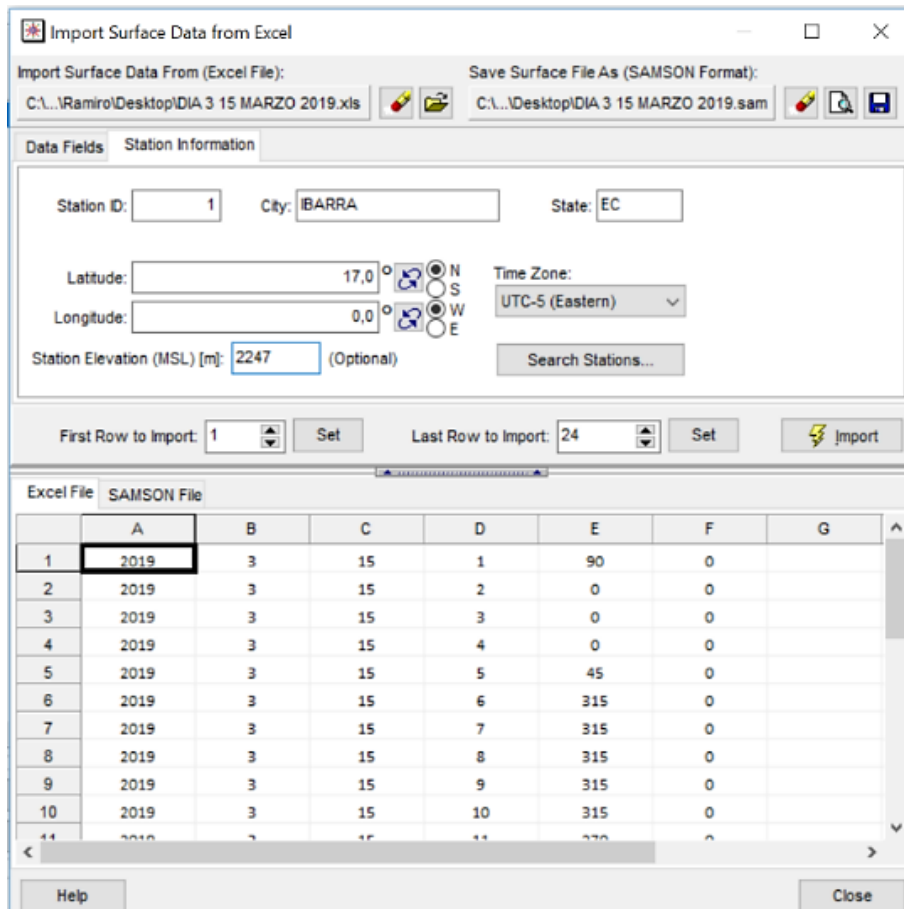 Import Surface Data from Excel
Import Surface Data From (Excel File): Save Surface File As (SAMSON Format):
C:\...\Ramiro\Desktop\DIA 3 15 MARZO 2019.xls C:\...\Desktop\DIA 3 15 MARZO 2019.sam
Data Fields Station Information
Station ID: 1 City: IBARRA State: EC
Latitude: 17,0 ° N S Time Zone:
UTC-5 (Eastern)
Longitude: 0,0 ° W E
Station Elevation (MSL) [m]: 2247 (Optional) Search Stations...
First Row to Import: 1 Set Last Row to Import: 24 Set Import
Excel File SAMSON File
A B C D E F G
1 2019 3 15 1 90 0
2 2019 3 15 2 0 0
3 2019 3 15 3 0 0
4 2019 3 15 4 0 0
5 2019 3 15 5 45 0
6 2019 3 15 6 315 0
7 2019 3 15 7 315 0
8 2019 3 15 8 315 0
9 2019 3 15 9 315 0
10 2019 3 15 10 315 0
Help Close